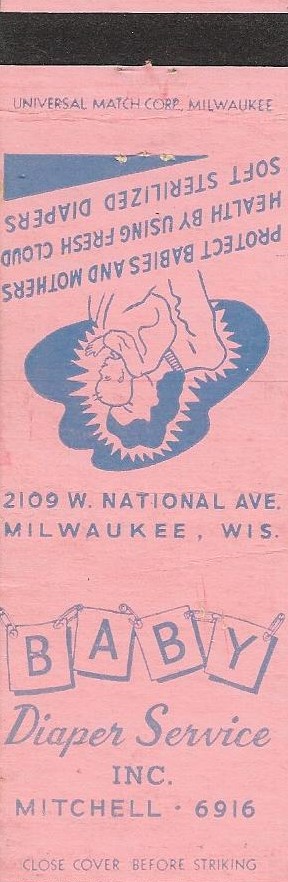 UNIVERSAL MATCH CORP., MILWAUKEE
PROTECT BABIES AND MOTHERS
HEALTH BY USING FRESH CLOUD
SOFT STERILIZED DIAPERS
2109 W. NATIONAL AVE.
MILWAUKEE, WIS.
BABY
Diaper Service
INC.
MITCHELL · 6916
CLOSE COVER BEFORE STRIKING